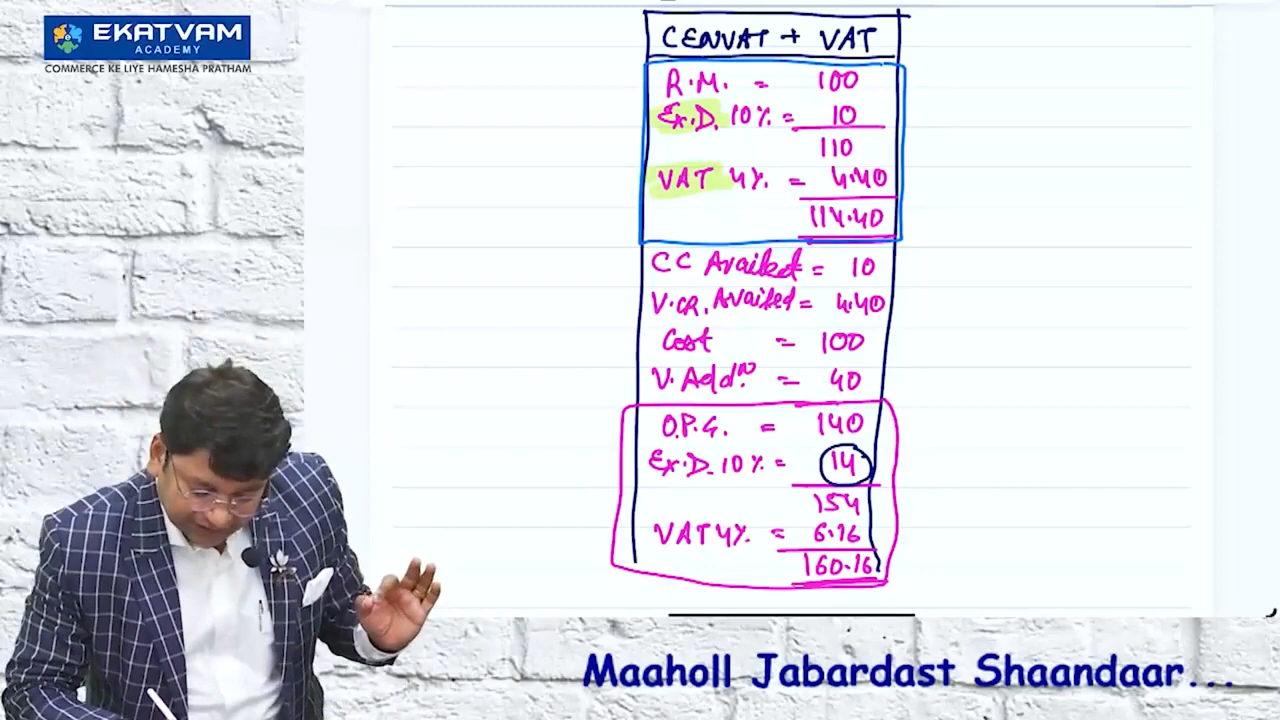 EKATVAM
ACADEMY
COMMERCE KE LIYE HAMESHA PRATHAM
CENVAT + VAT
R.M. = 100
Ex.D. 10% = 10
110
VAT 4% = 4.40
114.40
CC Availed = 10
V.CR. Availed = 4.40
Cost = 100
V. Addn. = 40
O.P.G. = 140
Ex.D. 10% = 14
154
VAT 4% = 6.16
160.16
Maaholl Jabardast Shaandaar...